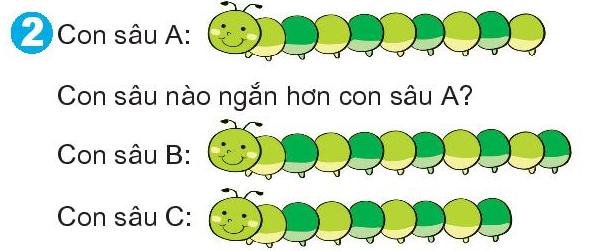 2 Con sâu A:
Con sâu nào ngắn hơn con sâu A?
Con sâu B:
Con sâu C: